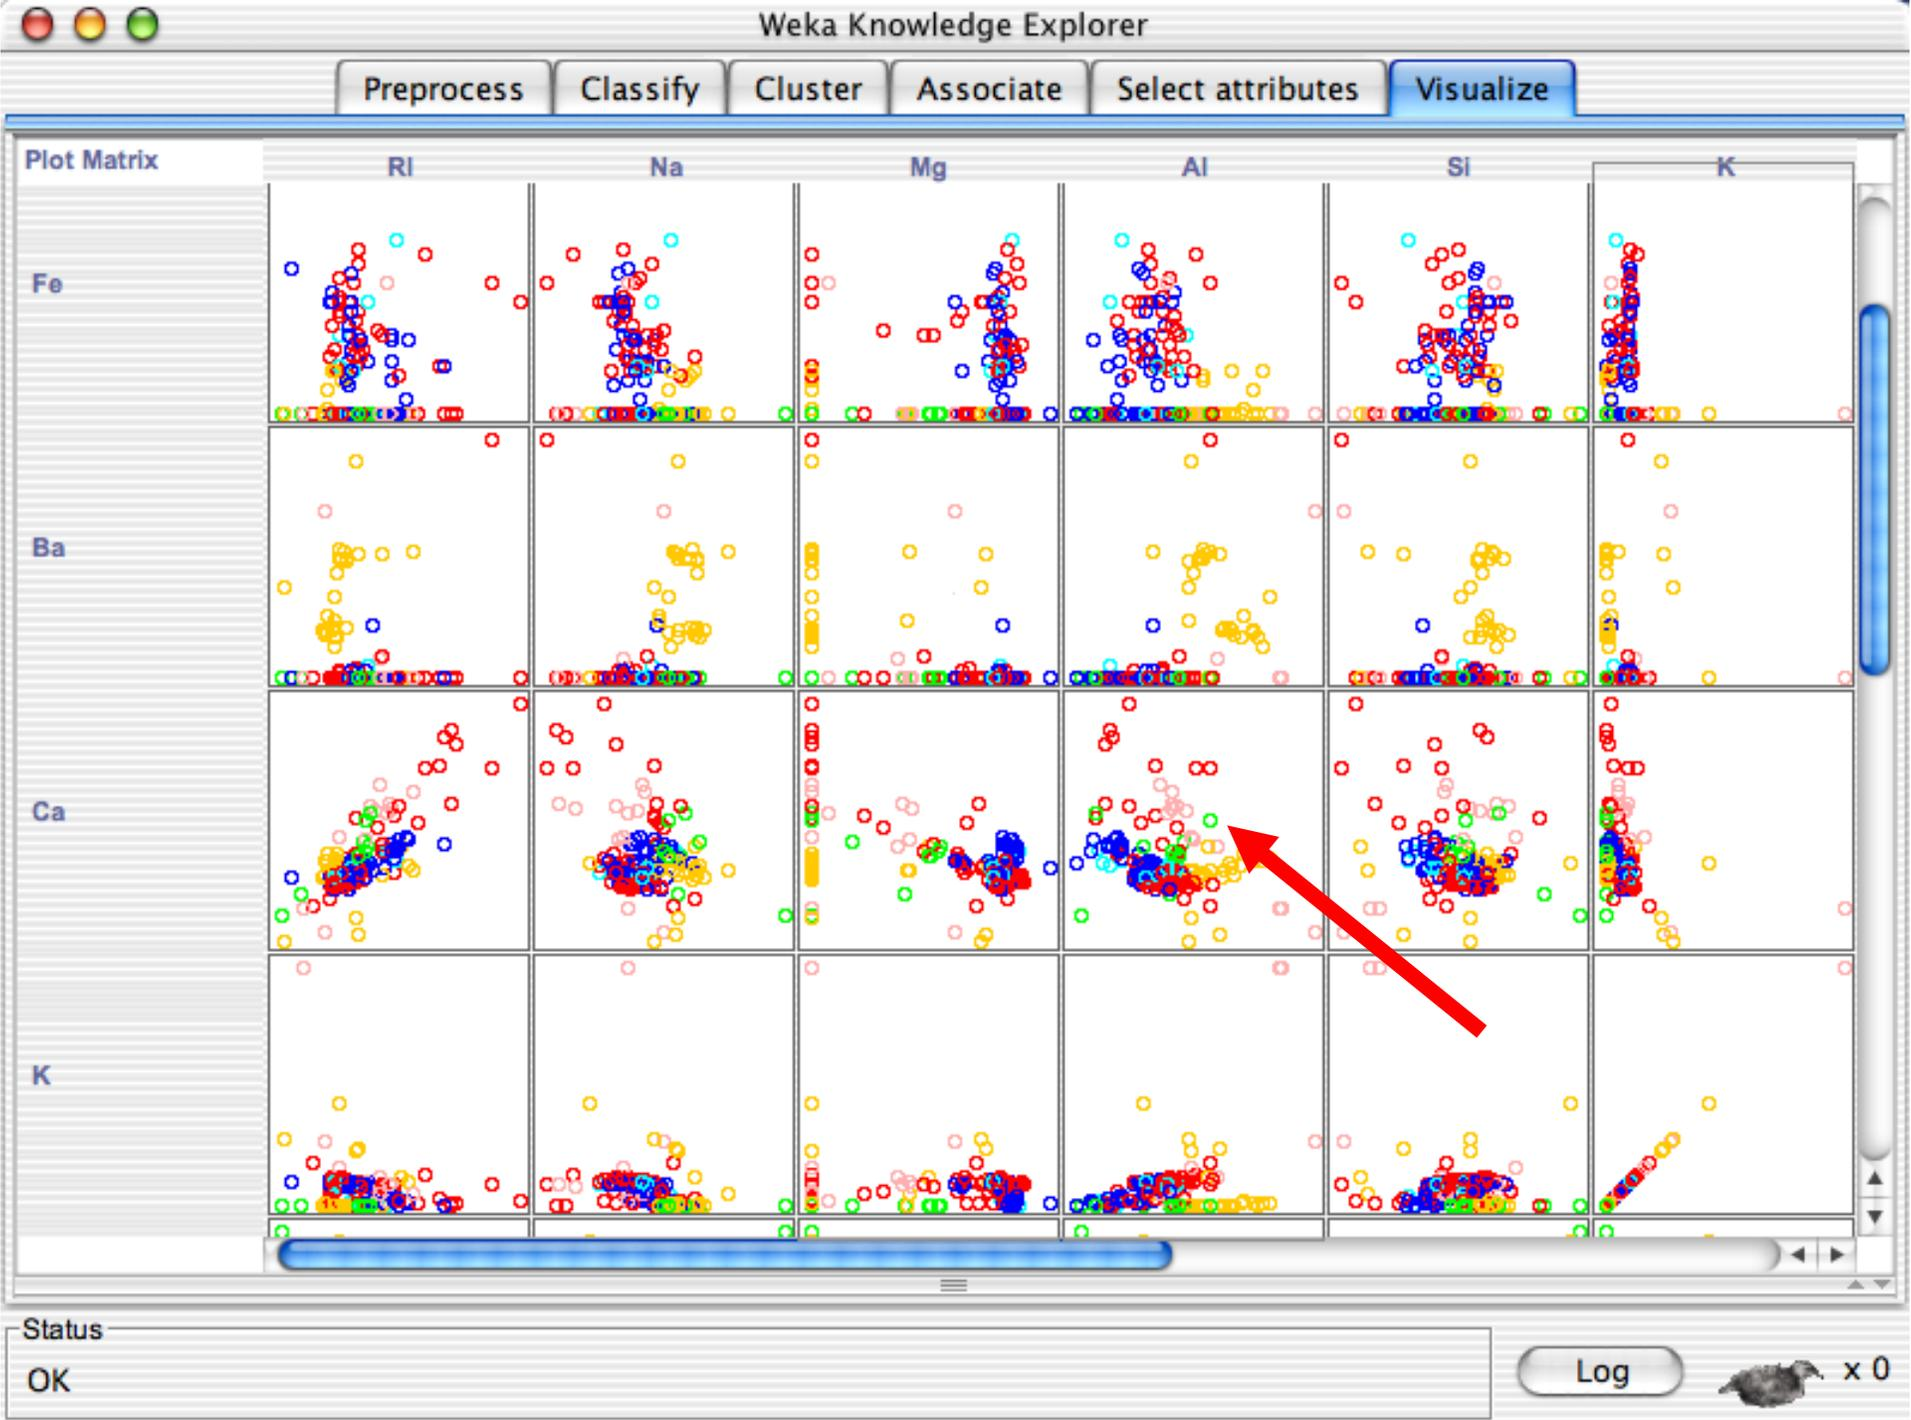 Weka Knowledge Explorer
Preprocess Classify Cluster Associate Select attributes Visualize
Plot Matrix RI Na Mg Al Si K
Fe
Ba
Ca
K
Status
OK
Log x 0